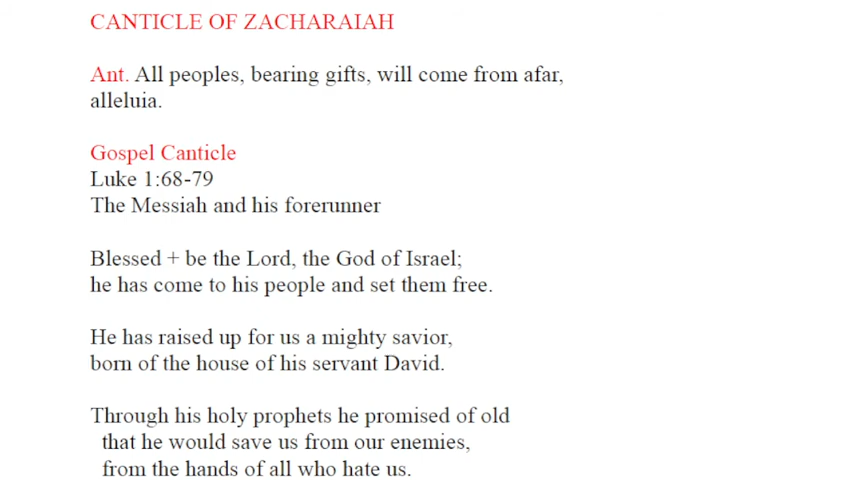 CANTICLE OF ZACHARAIAH
Ant. All peoples, bearing gifts, will come from afar,
alleluia.
Gospel Canticle
Luke 1:68-79
The Messiah and his forerunner
Blessed + be the Lord, the God of Israel;
he has come to his people and set them free.
He has raised up for us a mighty savior,
born of the house of his servant David.
Through his holy prophets he promised of old
that he would save us from our enemies,
from the hands of all who hate us.